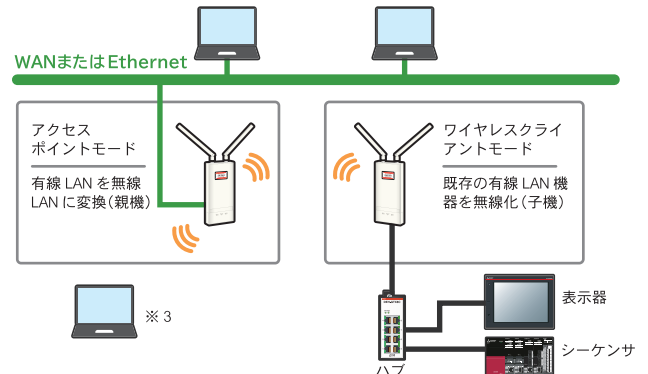 WANまたはEthernet
アクセス
ポイントモード
有線 LAN を無線
LAN に変換（親機）
ワイヤレスクライ
アントモード
既存の有線 LAN 機
器を無線化（子機）
※3
表示器
シーケンサ
ハブ